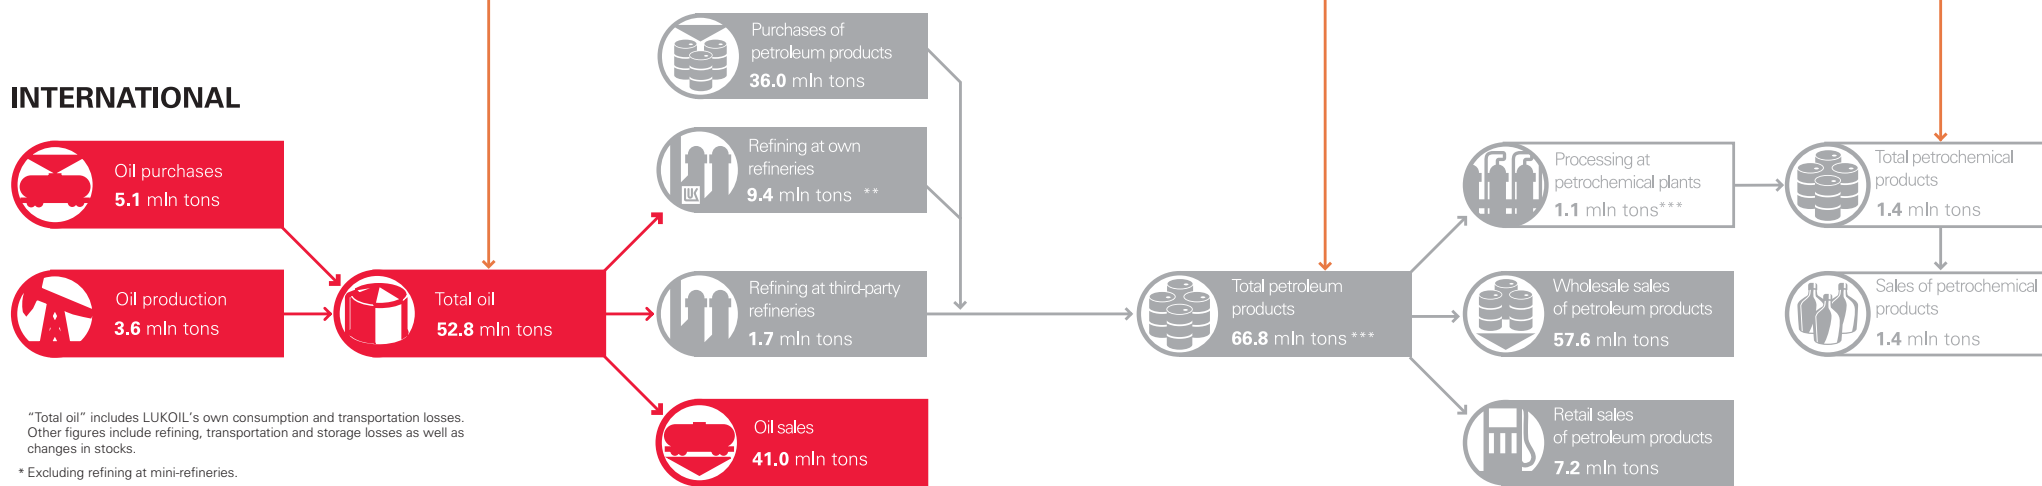 INTERNATIONAL
Oil purchases
5.1 mln tons
Oil production
3.6 mln tons
Total oil
52.8 mln tons
Purchases of
petroleum products
36.0 mln tons
Refining at own
refineries
9.4 mln tons **
LUK
Refining at third-party
refineries
1.7 mln tons
Oil sales
41.0 mln tons
Total petroleum
products
66.8 mln tons ***
Processing at
petrochemical plants
1.1 mln tons***
Wholesale sales
of petroleum products
57.6 mln tons
Retail sales
of petroleum products
7.2 mln tons
Total petrochemical
products
1.4 mln tons
Sales of petrochemical
products
1.4 mln tons
“Total oil” includes LUKOIL’s own consumption and transportation losses.
Other figures include refining, transportation and storage losses as well as
changes in stocks.
* Excluding refining at mini-refineries.